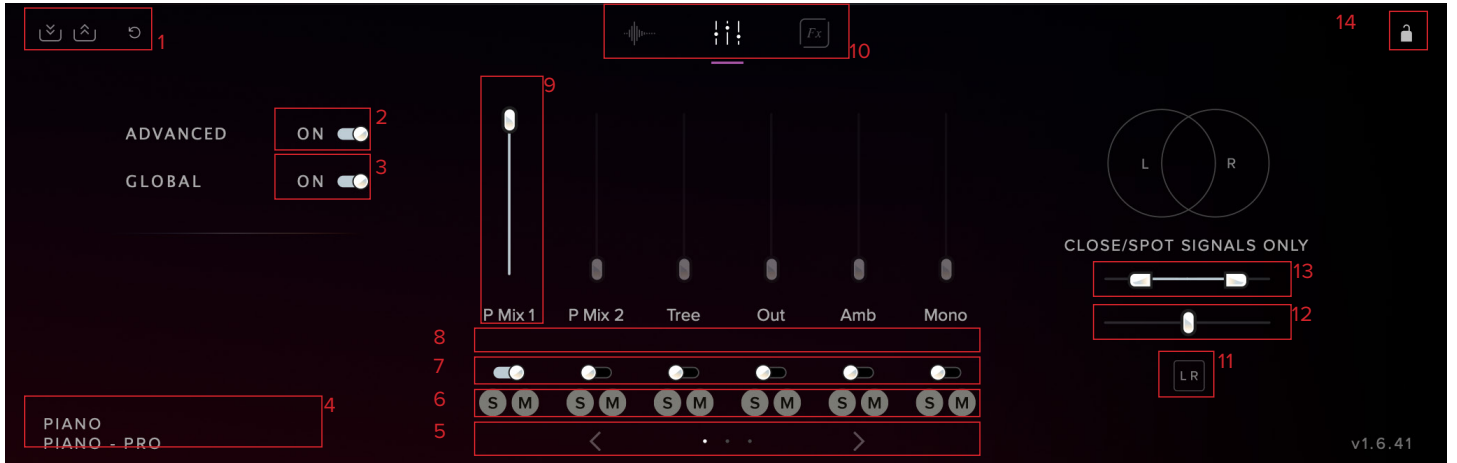 1
10
Fx
14
9
ADVANCED ON 2
GLOBAL ON 3
L R
CLOSE/SPOT SIGNALS ONLY
13
P Mix 1 P Mix 2 Tree Out Amb Mono
12
8
7
11
LR
6 S M S M S M S M S M S M
4
PIANO
PIANO - PRO
5 < >
v1.6.41